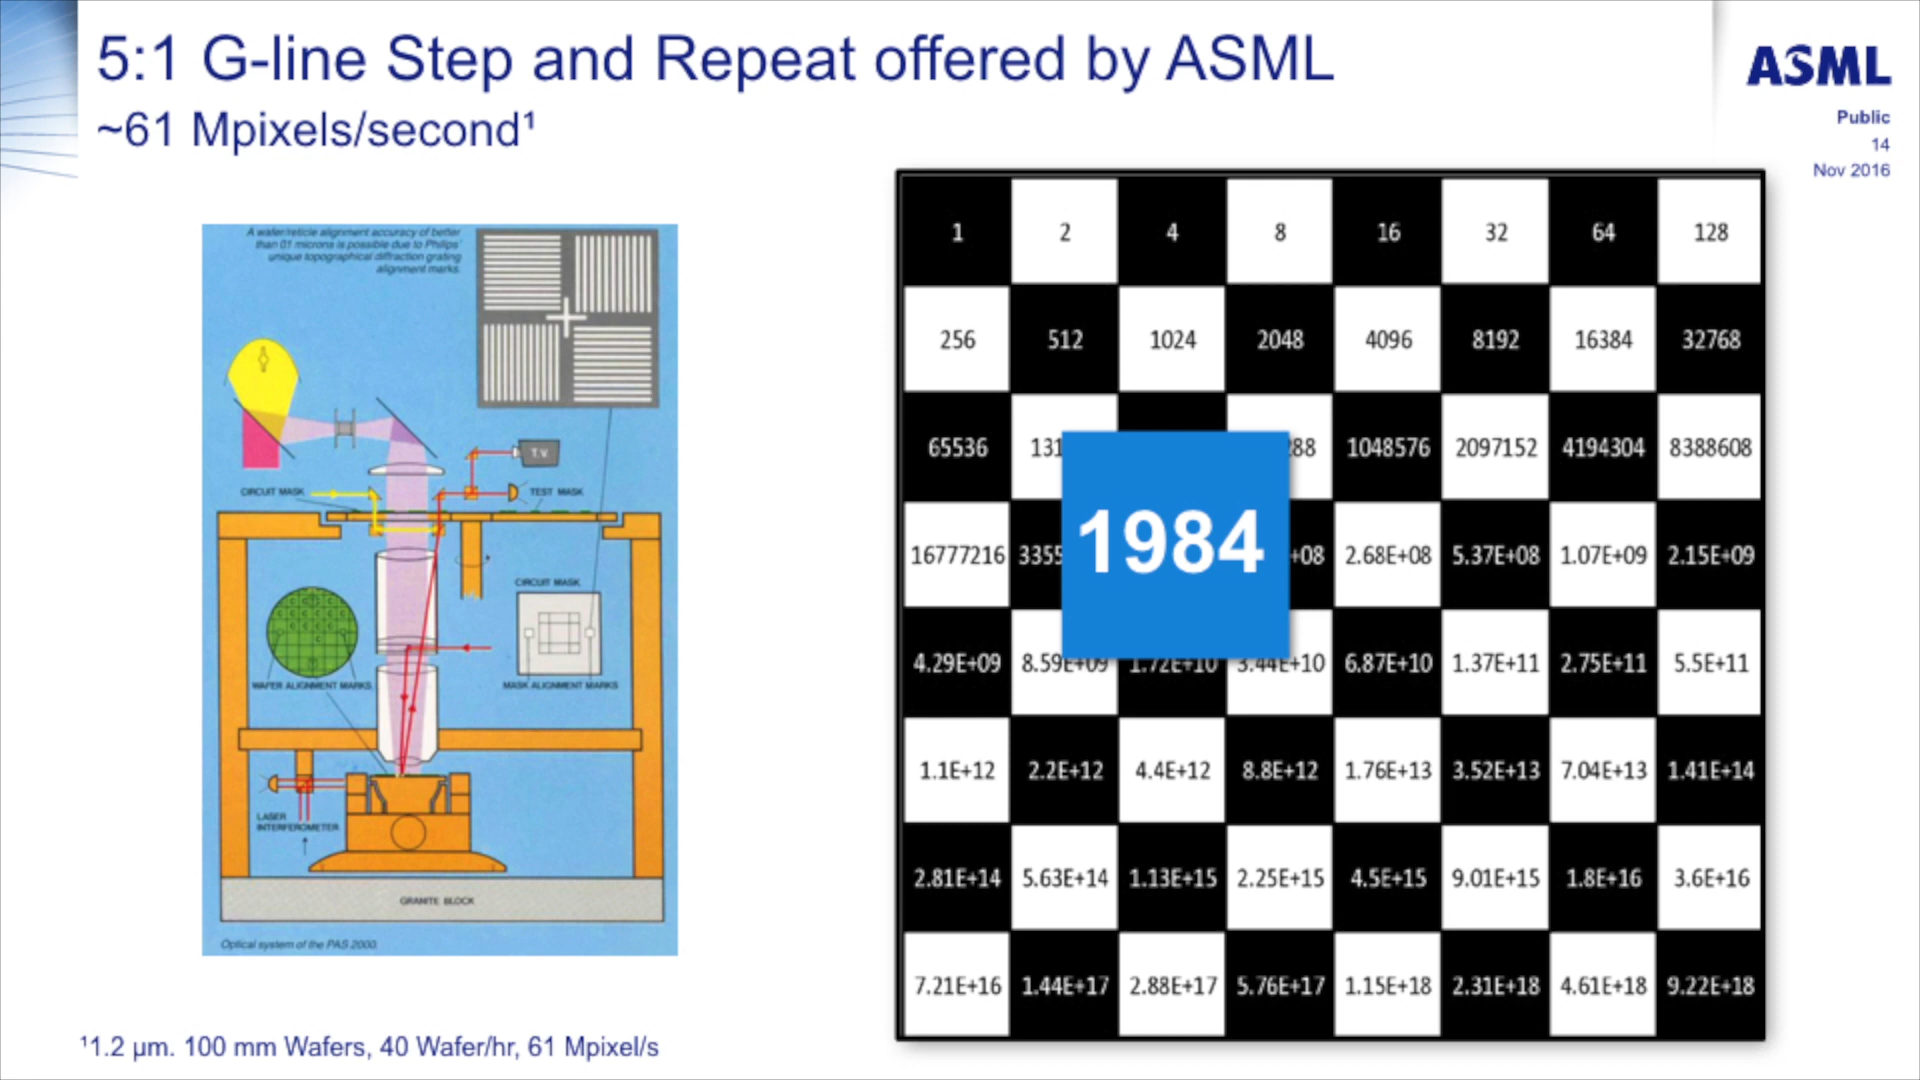 5:1 G-line Step and Repeat offered by ASML
~61 Mpixels/second¹
ASML
Public
14
Nov 2016
A wafer/reticle alignment accuracy of better
than 01 microns is possible due to Philips'
unique topographical diffraction grating
alignment marks.
T.V.
CIRCUIT MASK
TEST MASK
CIRCUIT MASK
WAFER ALIGNMENT MARKS
MASK ALIGNMENT MARKS
LASER
INTERFEROMETER
GRANITE BLOCK
Optical system of the PAS 2000.
1 2 4 8 16 32 64 128
256 512 1024 2048 4096 8192 16384 32768
65536 131 288 1048576 2097152 4194304 8388608
1984
16777216 3355 +08 2.68E+08 5.37E+08 1.07E+09 2.15E+09
4.29E+09 8.59E+09 1.72E+10 3.44E+10 6.87E+10 1.37E+11 2.75E+11 5.5E+11
1.1E+12 2.2E+12 4.4E+12 8.8E+12 1.76E+13 3.52E+13 7.04E+13 1.41E+14
2.81E+14 5.63E+14 1.13E+15 2.25E+15 4.5E+15 9.01E+15 1.8E+16 3.6E+16
7.21E+16 1.44E+17 2.88E+17 5.76E+17 1.15E+18 2.31E+18 4.61E+18 9.22E+18
¹1.2 µm. 100 mm Wafers, 40 Wafer/hr, 61 Mpixel/s